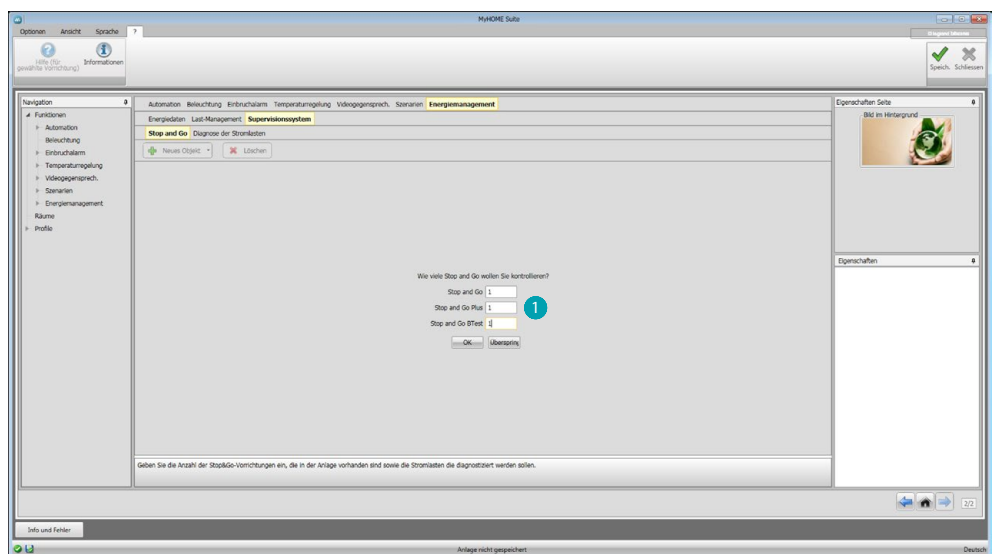 MyHOME Suite
Optionen Ansicht Sprache ?
Hilfe (für gewählte Vorrichtung)
Informationen
Speich. Schliessen
Navigation
Funktionen
Automation
Beleuchtung
Einbruchalarm
Temperaturregelung
Videogegensprech.
Szenarien
Energiemanagement
Räume
Profile
Automation Beleuchtung Einbruchalarm Temperaturregelung Videogegensprech. Szenarien Energiemanagement
Energiedaten Last-Management Supervisionssystem
Stop and Go Diagnose der Stromlasten
Neues Objekt Löschen
Wie viele Stop and Go wollen Sie kontrollieren?
Stop and Go 1
Stop and Go Plus 1
1
Stop and Go BTest 1
OK Überspring
Geben Sie die Anzahl der Stop&Go-Vorrichtungen ein, die in der Anlage vorhanden sind sowie die Stromlasten die diagnostiziert werden sollen.
Eigenschaften Seite
Bild im Hintergrund
Eigenschaften
2/2
Info und Fehler
Anlage nicht gespeichert
Deutsch